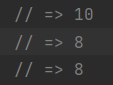 // => 10
// => 8
// => 8